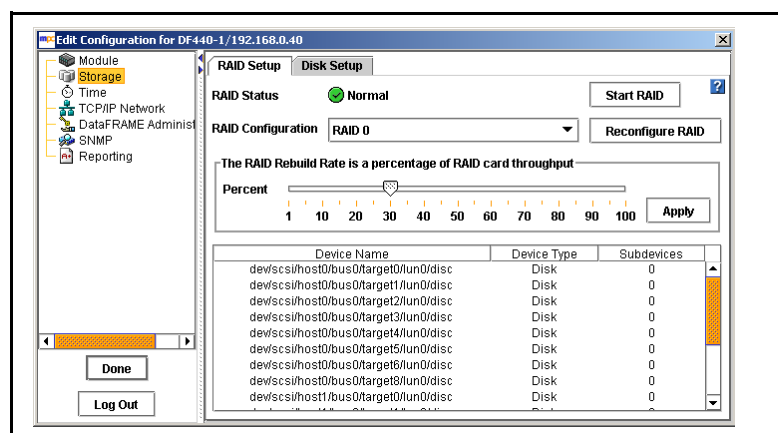 mpc Edit Configuration for DF440-1/192.168.0.40
Module
Storage
Time
TCP/IP Network
DataFRAME Administ
SNMP
Reporting
Done
Log Out
RAID Setup Disk Setup
RAID Status Normal Start RAID ?
RAID Configuration RAID 0 Reconfigure RAID
The RAID Rebuild Rate is a percentage of RAID card throughput
Percent
1 10 20 30 40 50 60 70 80 90 100 Apply
Device Name Device Type Subdevices
dev/scsi/host0/bus0/target0/lun0/disc Disk 0
dev/scsi/host0/bus0/target1/lun0/disc Disk 0
dev/scsi/host0/bus0/target2/lun0/disc Disk 0
dev/scsi/host0/bus0/target3/lun0/disc Disk 0
dev/scsi/host0/bus0/target4/lun0/disc Disk 0
dev/scsi/host0/bus0/target5/lun0/disc Disk 0
dev/scsi/host0/bus0/target6/lun0/disc Disk 0
dev/scsi/host0/bus0/target8/lun0/disc Disk 0
dev/scsi/host1/bus0/target0/lun0/disc Disk 0